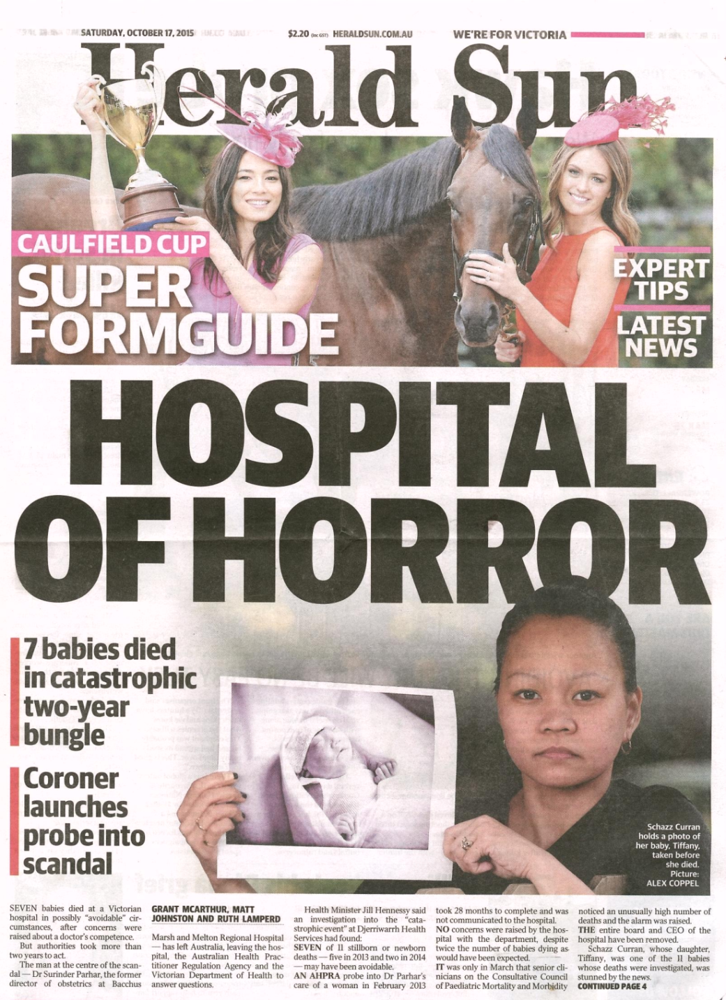 SATURDAY, OCTOBER 17, 2015 $2.20 (Inc GST) HERALDSUN.COM.AU WE'RE FOR VICTORIA
Herald Sun
CAULFIELD CUP
SUPER
FORMGUIDE
EXPERT
TIPS
LATEST
NEWS
HOSPITAL
OF HORROR
7 babies died
in catastrophic
two-year
bungle
Coroner
launches
probe into
scandal
Schazz Curran
holds a photo of
her baby, Tiffany,
taken before
she died.
Picture:
ALEX COPPEL
SEVEN babies died at a Victorian
hospital in possibly “avoidable” cir-
cumstances, after concerns were
raised about a doctor's competence.
But authorities took more than
two years to act.
The man at the centre of the scan-
dal — Dr Surinder Parhar, the former
director of obstetrics at Bacchus
GRANT MCARTHUR, MATT
JOHNSTON AND RUTH LAMPERD
Marsh and Melton Regional Hospital
— has left Australia, leaving the hos-
pital, the Australian Health Prac-
titioner Regulation Agency and the
Victorian Department of Health to
answer questions.
Health Minister Jill Hennessy said
an investigation into the “cata-
strophic event” at Djerriwarrh Health
Services had found:
SEVEN of 11 stillborn or newborn
deaths — five in 2013 and two in 2014
— may have been avoidable.
AN AHPRA probe into Dr Parhar's
care of a woman in February 2013
took 28 months to complete and was
not communicated to the hospital.
NO concerns were raised by the hos-
pital with the department, despite
twice the number of babies dying as
would have been expected.
IT was only in March that senior cli-
nicians on the Consultative Council
of Paediatric Mortality and Morbidity
noticed an unusually high number of
deaths and the alarm was raised.
THE entire board and CEO of the
hospital have been removed.
Schazz Curran, whose daughter,
Tiffany, was one of the 11 babies
whose deaths were investigated, was
stunned by the news.
CONTINUED PAGE 4